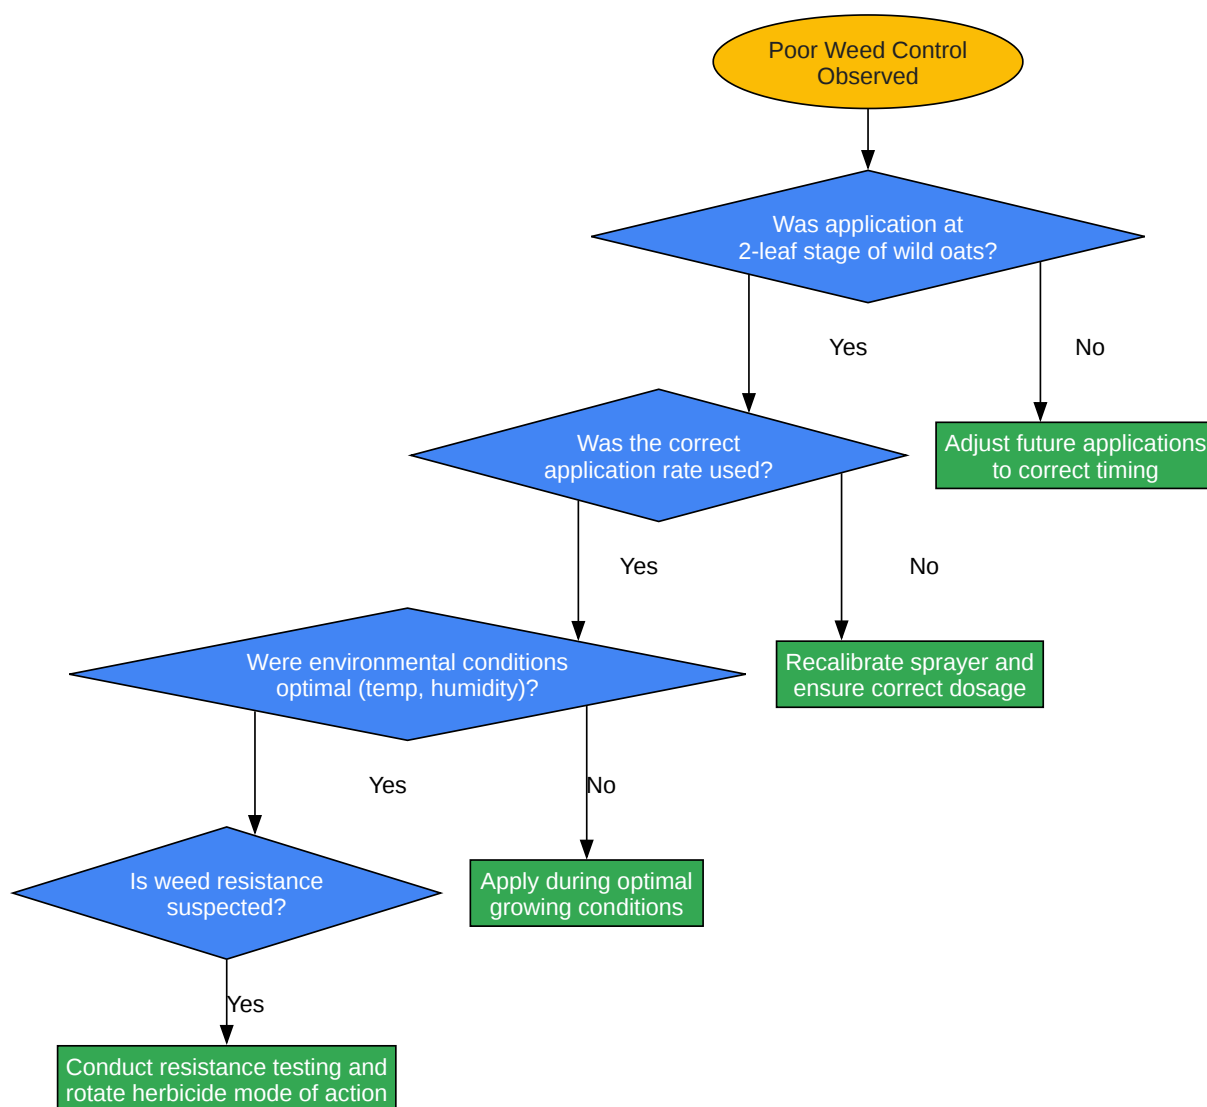 Poor Weed Control
Observed
Was application at
2-leaf stage of wild oats?
Yes
No
Was the correct
application rate used?
Adjust future applications
to correct timing
Yes
No
Were environmental conditions
optimal (temp, humidity)?
Recalibrate sprayer and
ensure correct dosage
Yes
No
Is weed resistance
suspected?
Apply during optimal
growing conditions
Yes
Conduct resistance testing and
rotate herbicide mode of action